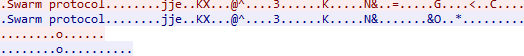 .Swarm protocol........jje..KX...@^....3......K.....N&..=.....G....<..C....
.Swarm protocol........jje..KX...@^....3......K.....N&.......&O..*.........
........o......
........o..........